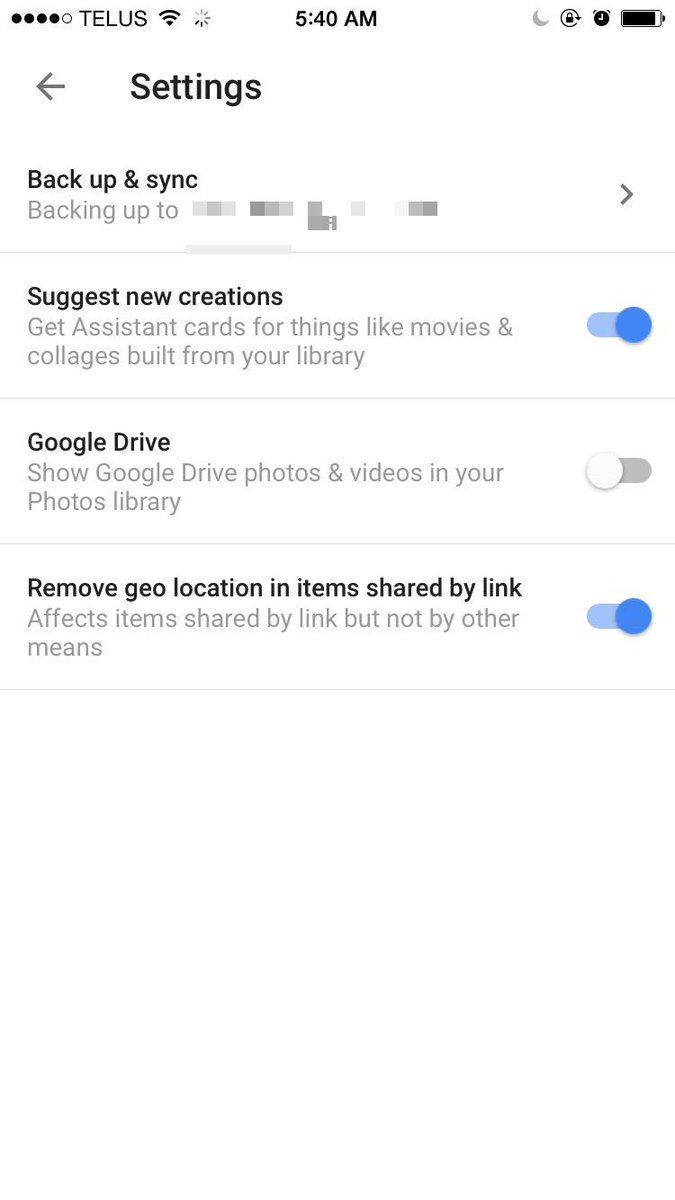 TELUS 5:40 AM
Settings
Back up & sync
Backing up to
Suggest new creations
Get Assistant cards for things like movies &
collages built from your library
Google Drive
Show Google Drive photos & videos in your
Photos library
Remove geo location in items shared by link
Affects items shared by link but not by other
means